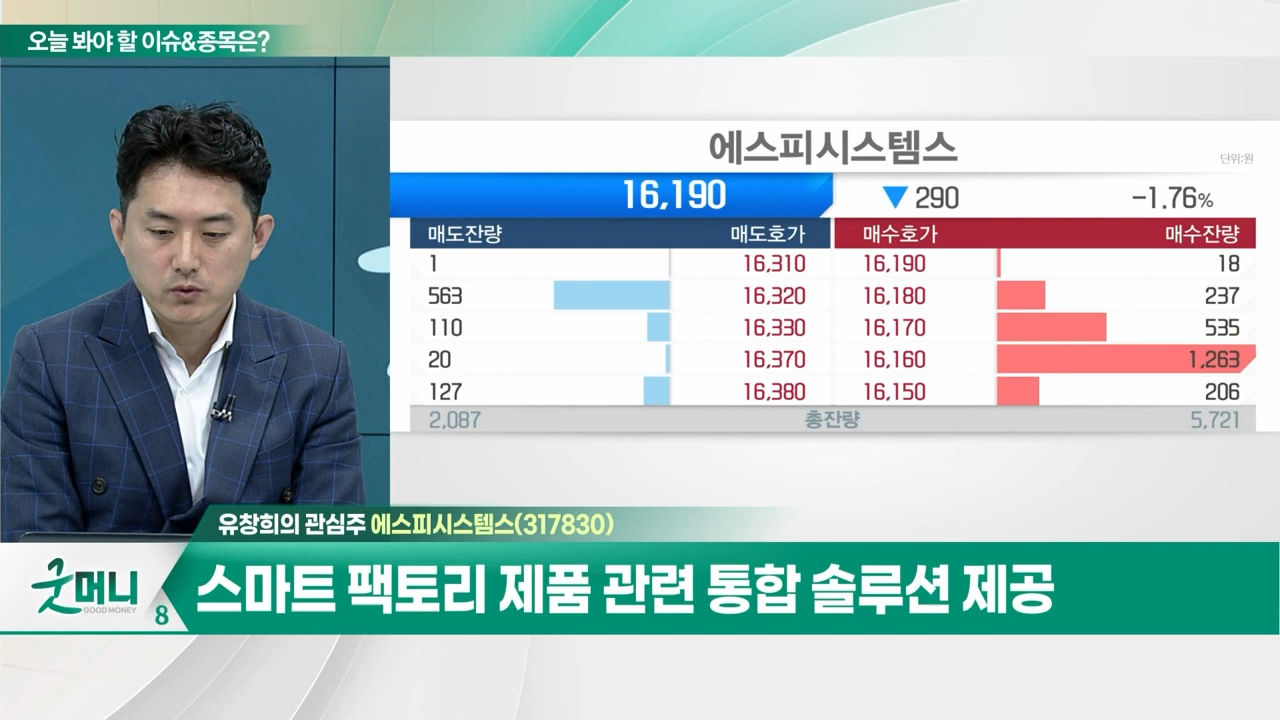 오늘 봐야 할 이슈&종목은?
에스피시스템스
단위:원
16,190 ▼ 290 -1.76%
매도잔량 매도호가 매수호가 매수잔량
1 16,310 16,190 18
563 16,320 16,180 237
110 16,330 16,170 535
20 16,370 16,160 1,263
127 16,380 16,150 206
2,087 총잔량 5,721
유창희의 관심주 에스피시스템스(317830)
굿머니
GOOD MONEY
8
스마트 팩토리 제품 관련 통합 솔루션 제공